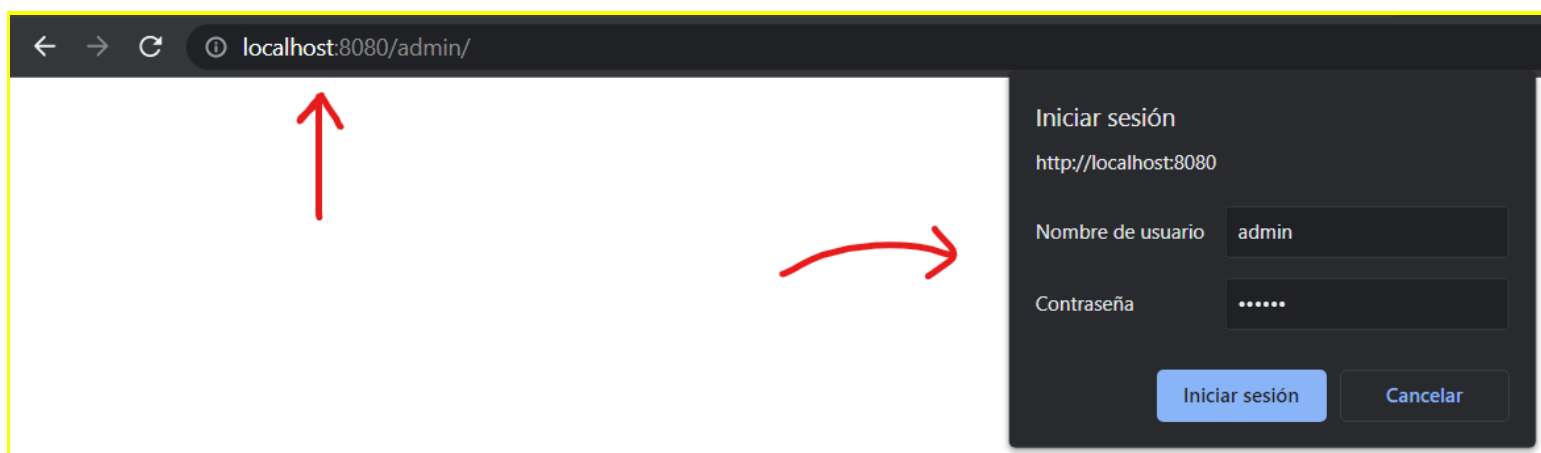 localhost:8080/admin/
Iniciar sesión
http://localhost:8080
Nombre de usuario admin
Contraseña ••••••
Iniciar sesión Cancelar